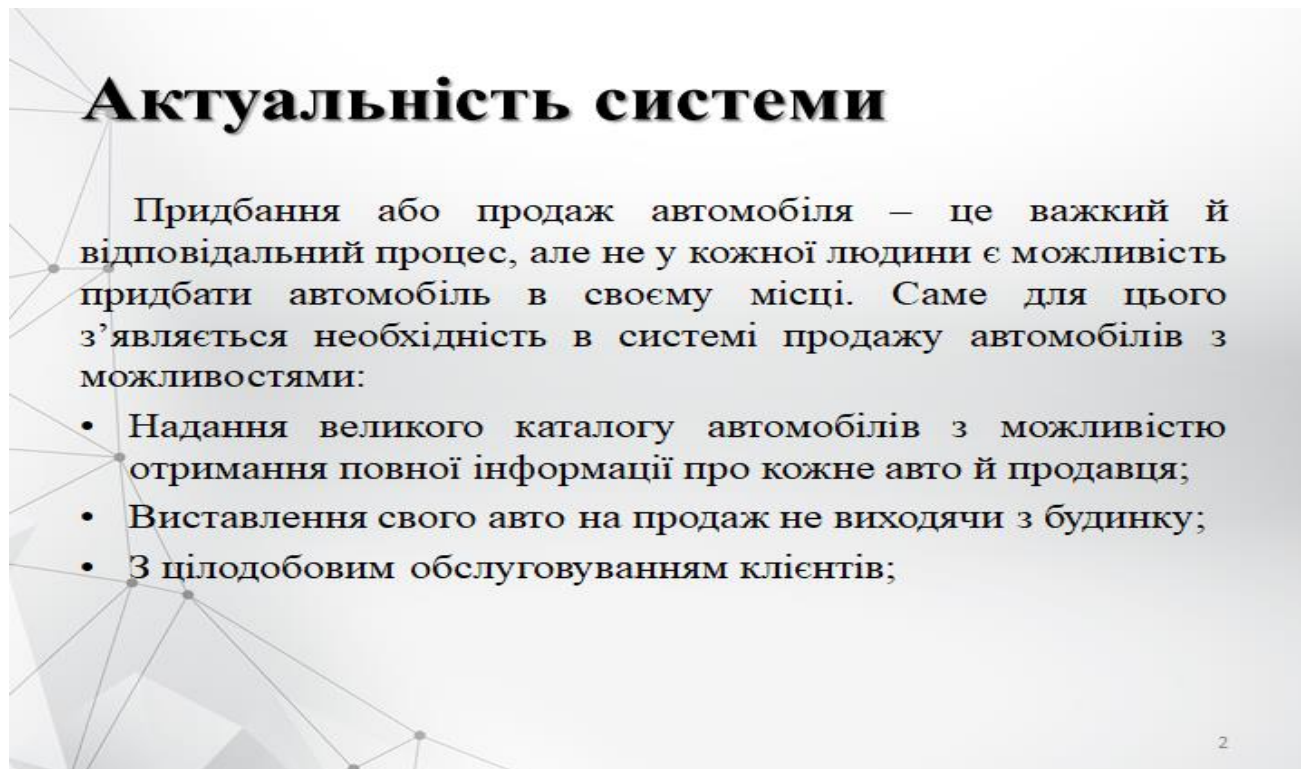 Актуальність системи
Придбання або продаж автомобіля – це важкий й
відповідальний процес, але не у кожної людини є можливість
придбати автомобіль в своєму місці. Саме для цього
з’являється необхідність в системі продажу автомобілів з
можливостями:
• Надання великого каталогу автомобілів з можливістю
отримання повної інформації про кожне авто й продавця;
• Виставлення свого авто на продаж не виходячи з будинку;
• З цілодобовим обслуговуванням клієнтів;
2